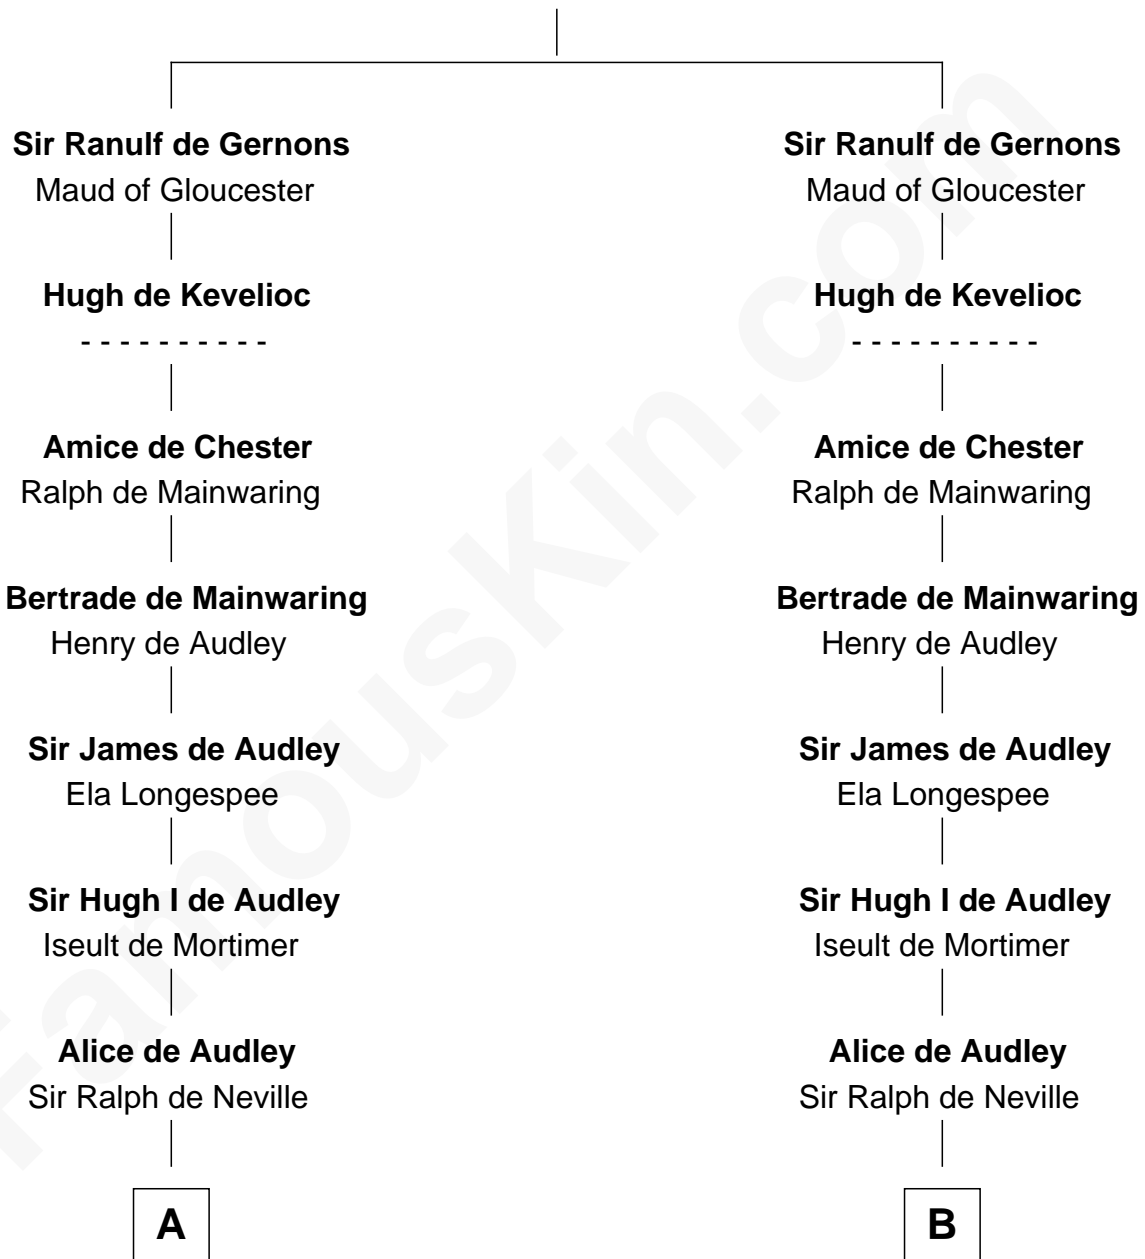 Sir Ranulf de Gernons Sir Ranulf de Gernons
Maud of Gloucester Maud of Gloucester
Hugh de Kevelioc Hugh de Kevelioc
- - - - - - - - - - - - - - - - - - - -
Amice de Chester Amice de Chester
Ralph de Mainwaring Ralph de Mainwaring
Bertrade de Mainwaring Bertrade de Mainwaring
Henry de Audley Henry de Audley
Sir James de Audley Sir James de Audley
Ela Longespee Ela Longespee
Sir Hugh I de Audley Sir Hugh I de Audley
Iseult de Mortimer Iseult de Mortimer
Alice de Audley Alice de Audley
Sir Ralph de Neville Sir Ralph de Neville
A B
FamousKin.com